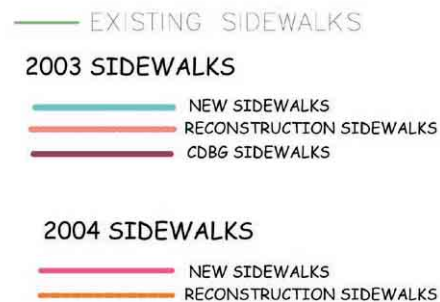 EXISTING SIDEWALKS
2003 SIDEWALKS
NEW SIDEWALKS
RECONSTRUCTION SIDEWALKS
CDBG SIDEWALKS
2004 SIDEWALKS
NEW SIDEWALKS
RECONSTRUCTION SIDEWALKS